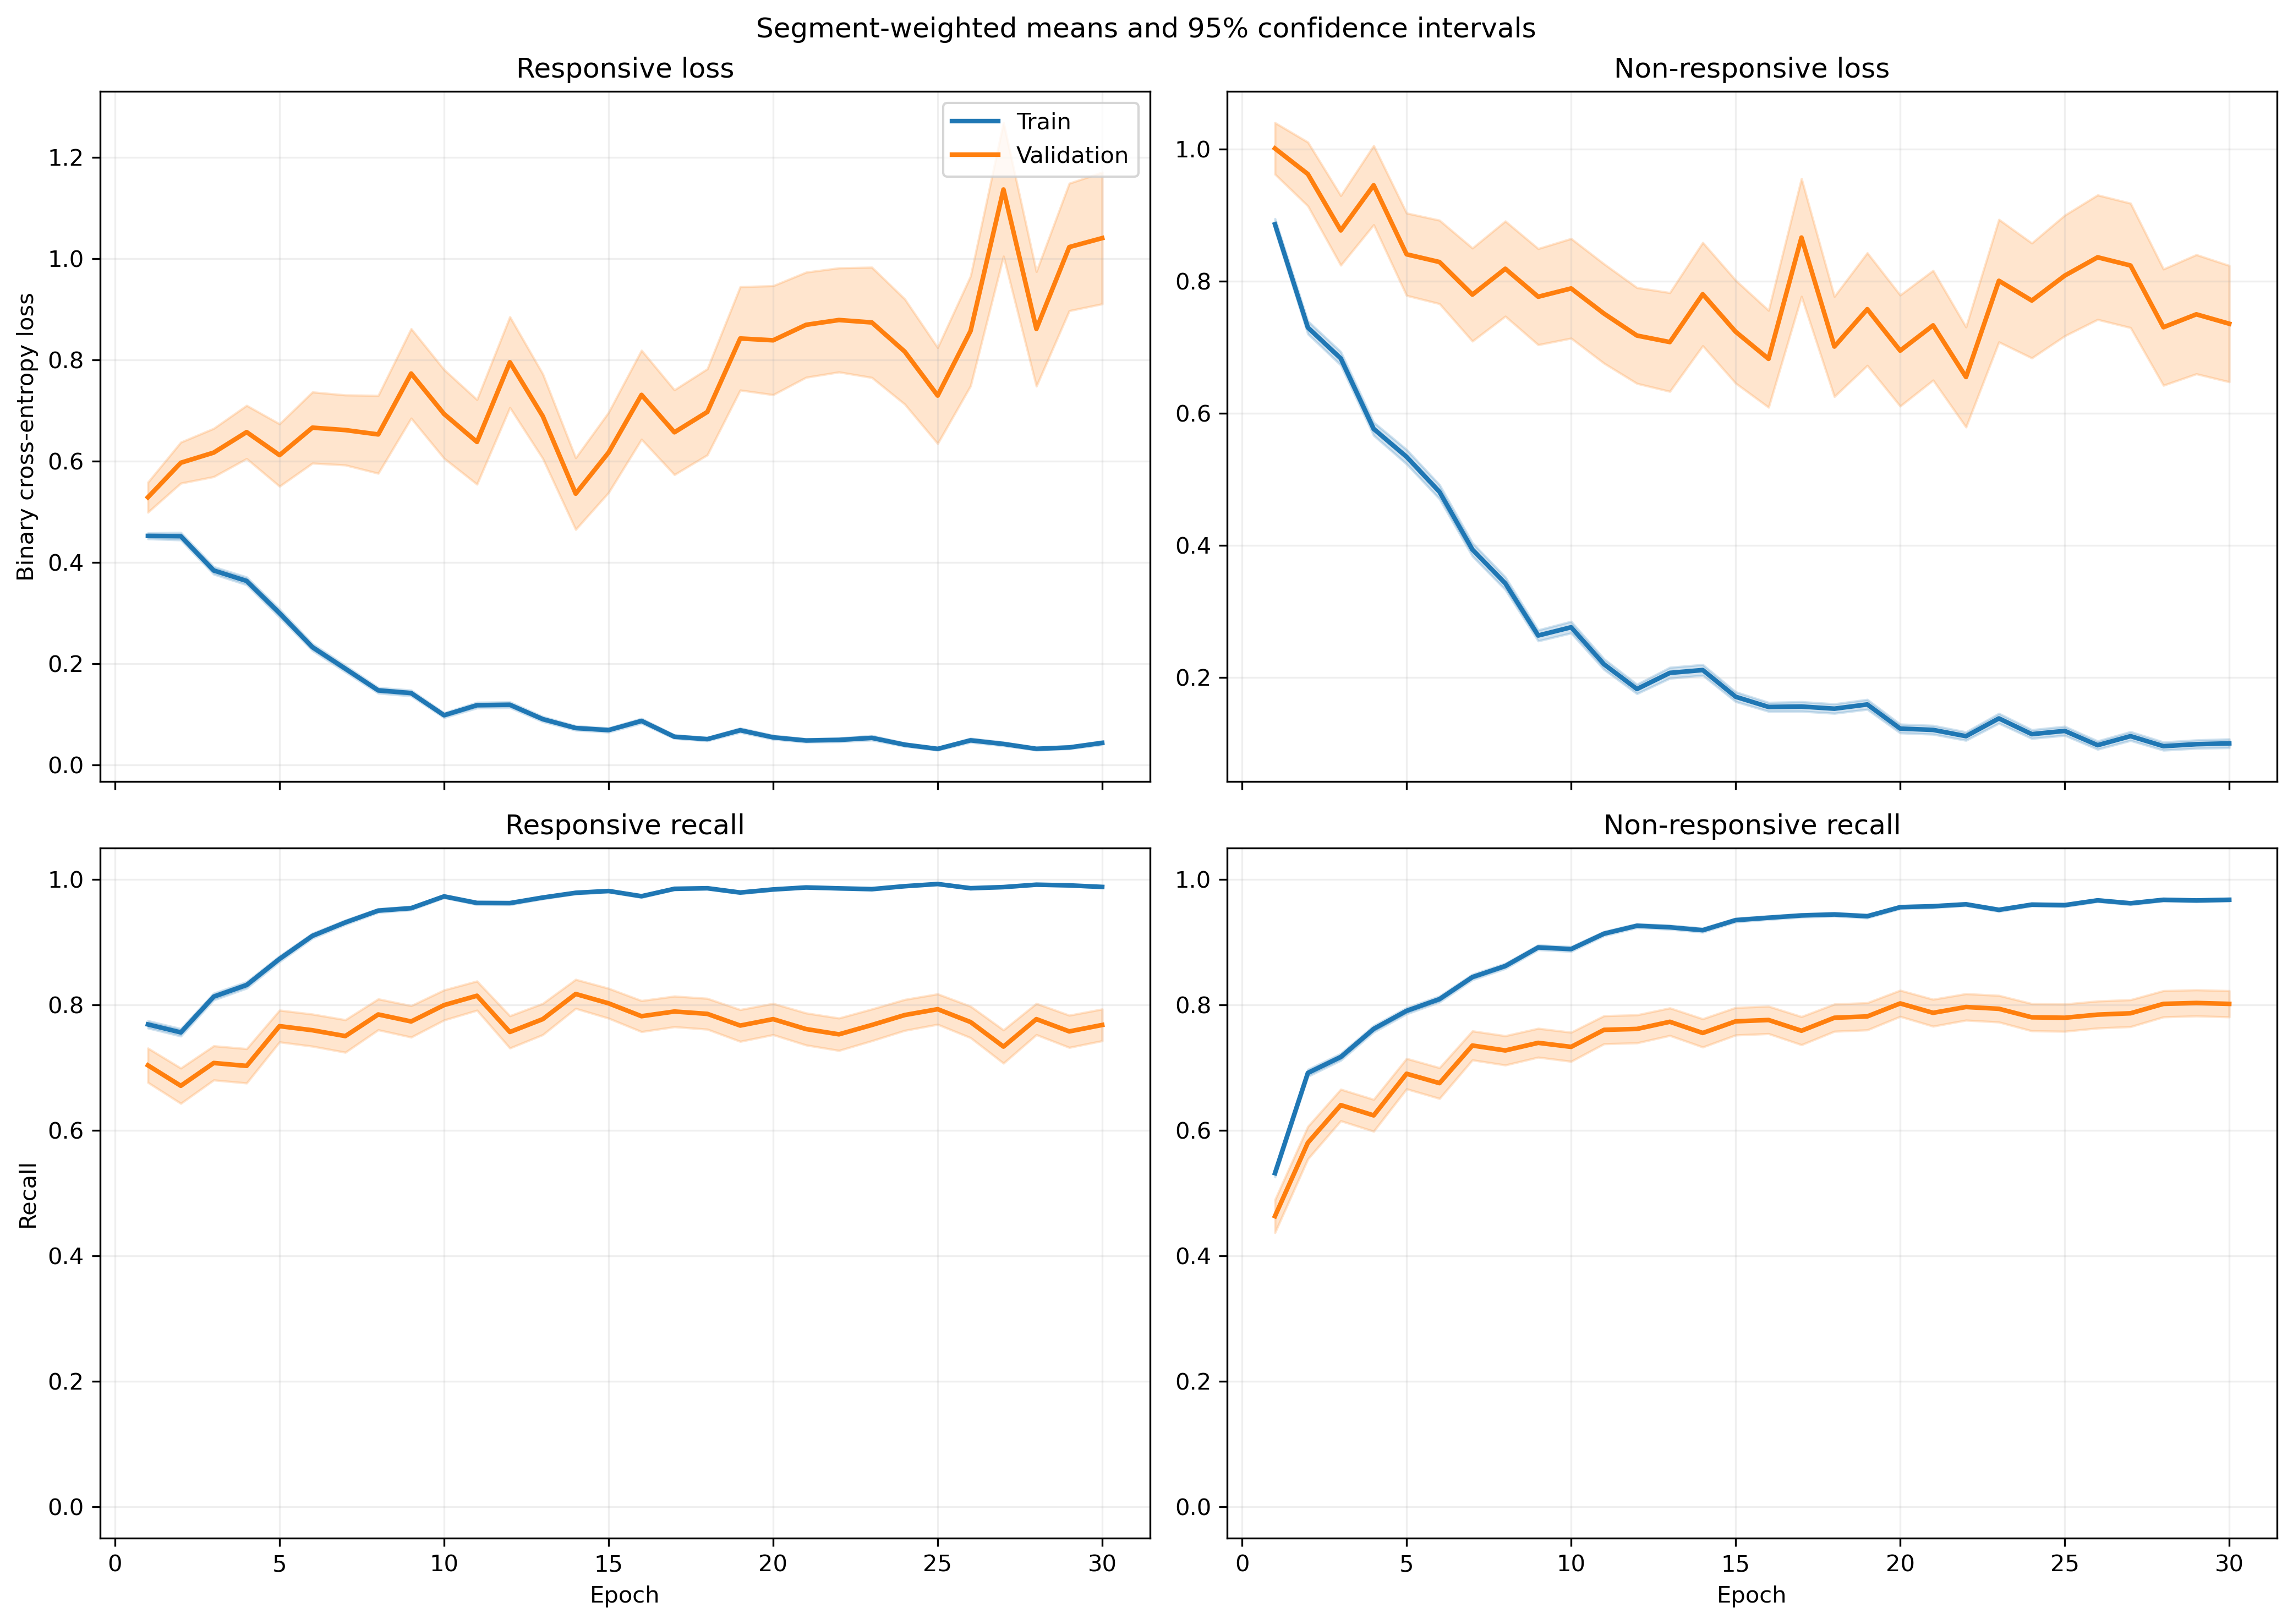 Segment-weighted means and 95% confidence intervals
Responsive loss
Non-responsive loss
Train
Validation
Binary cross-entropy loss
1.2
1.0
0.8
0.6
0.4
0.2
0.0
1.0
0.8
0.6
0.4
0.2
Responsive recall
Non-responsive recall
Recall
1.0
0.8
0.6
0.4
0.2
0.0
1.0
0.8
0.6
0.4
0.2
0.0
0 5 10 15 20 25 30
0 5 10 15 20 25 30
Epoch
Epoch